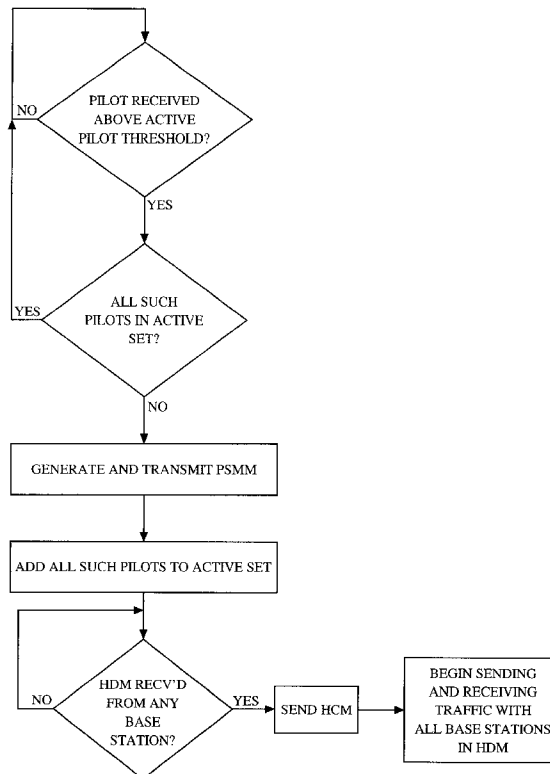 PILOT RECEIVED
ABOVE ACTIVE
PILOT THRESHOLD?
NO
YES
ALL SUCH
PILOTS IN ACTIVE
SET?
YES
NO
GENERATE AND TRANSMIT PSMM
ADD ALL SUCH PILOTS TO ACTIVE SET
HDM RECV'D
FROM ANY
BASE
STATION?
NO
YES
SEND HCM
BEGIN SENDING
AND RECEIVING
TRAFFIC WITH
ALL BASE STATIONS
IN HDM